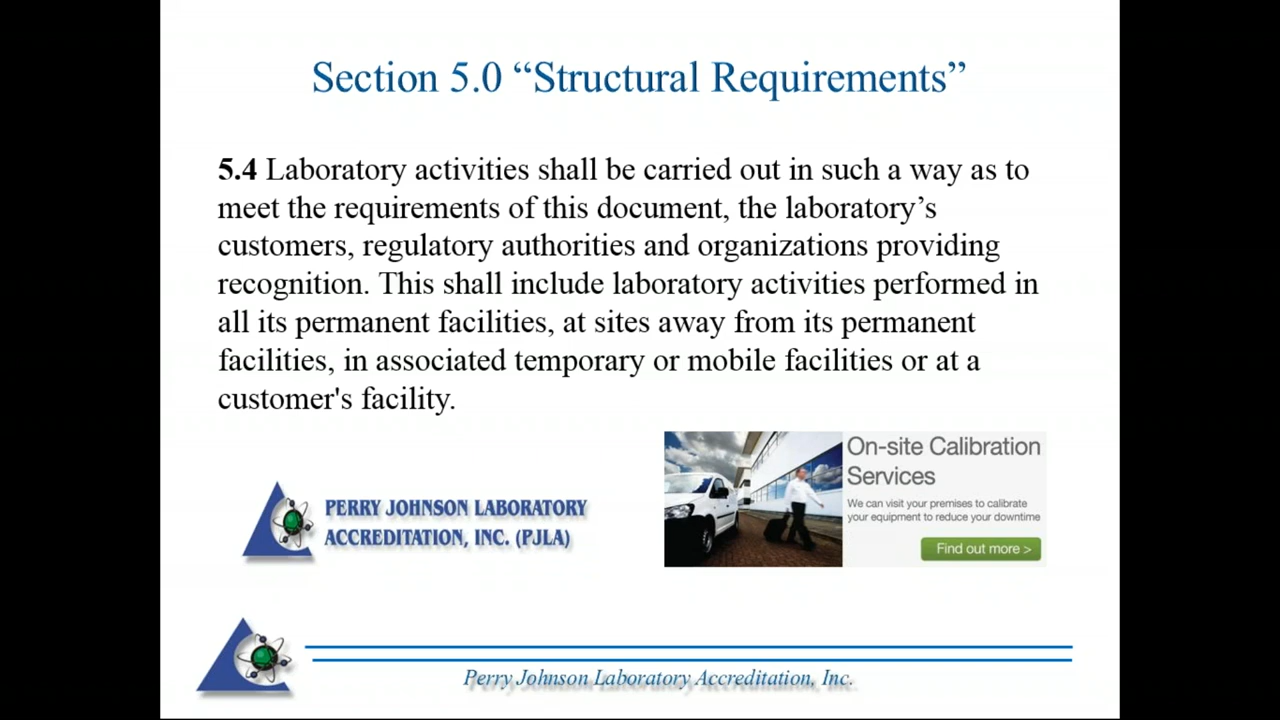 Section 5.0 “Structural Requirements”
5.4 Laboratory activities shall be carried out in such a way as to
meet the requirements of this document, the laboratory’s
customers, regulatory authorities and organizations providing
recognition. This shall include laboratory activities performed in
all its permanent facilities, at sites away from its permanent
facilities, in associated temporary or mobile facilities or at a
customer's facility.
On-site Calibration
Services
We can visit your premises to calibrate
your equipment to reduce your downtime
Find out more >
PERRY JOHNSON LABORATORY
ACCREDITATION, INC. (PJLA)
Perry Johnson Laboratory Accreditation, Inc.